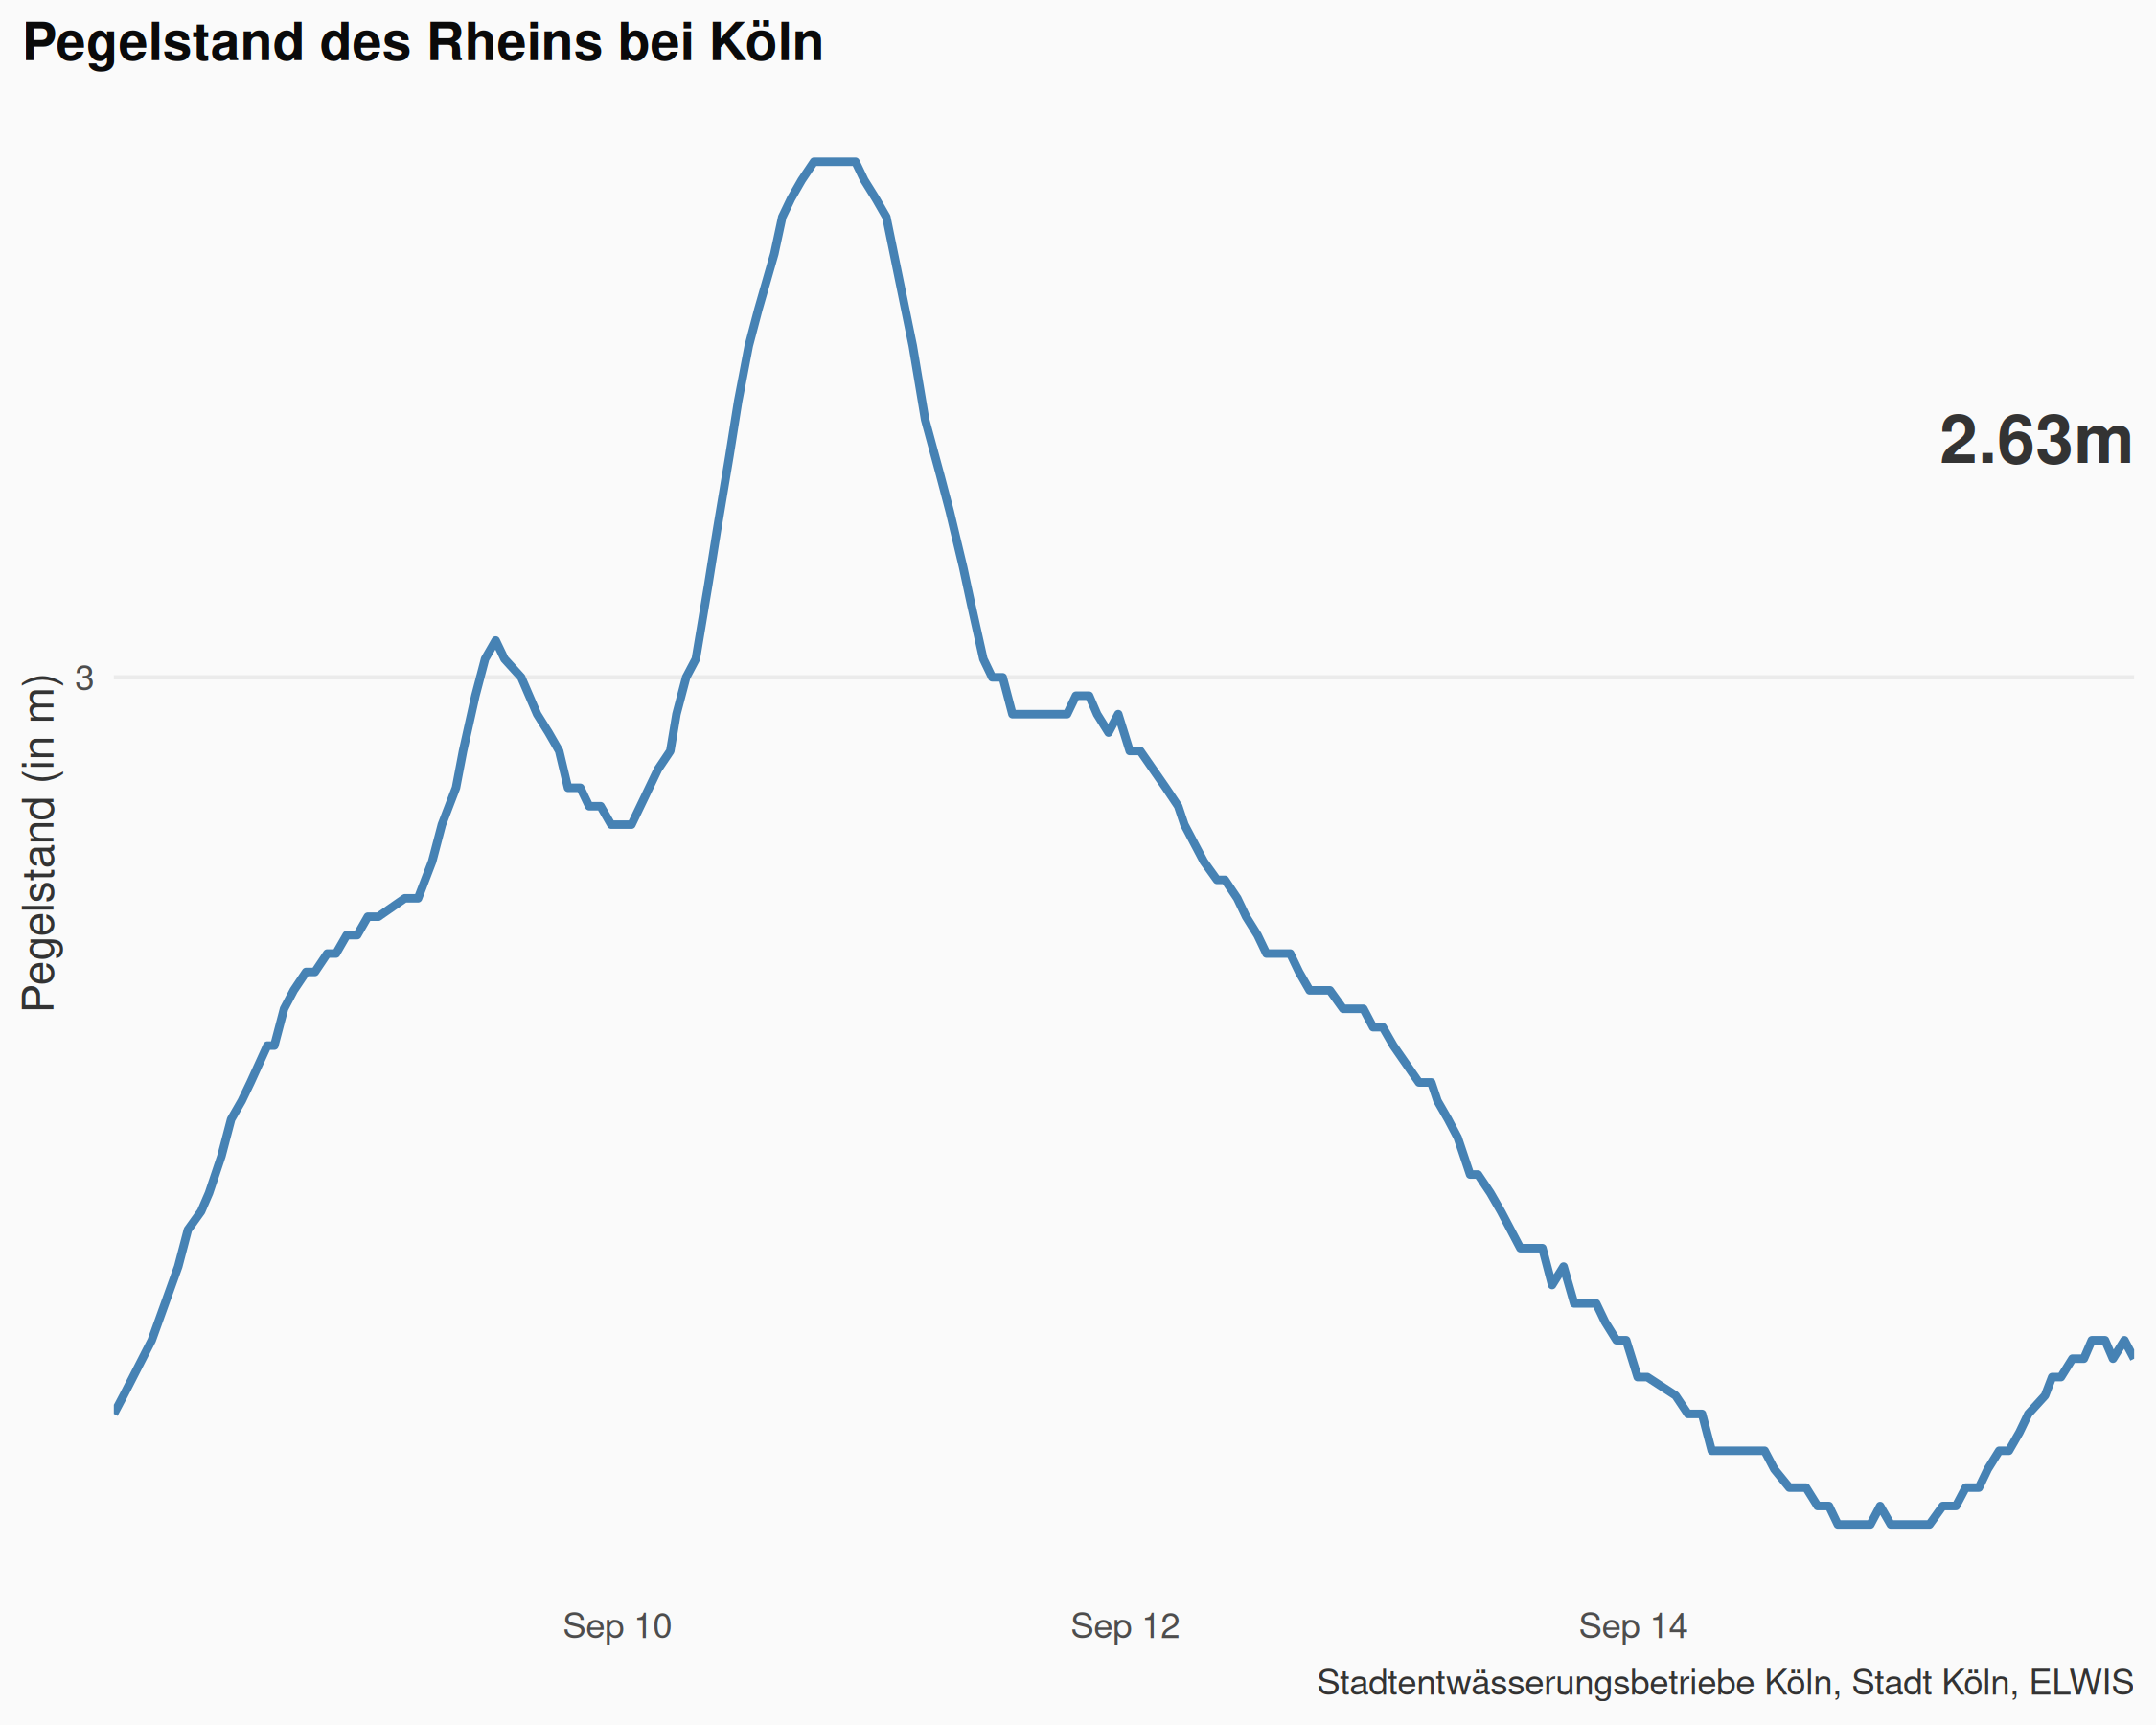 Pegelstand des Rheins bei Köln
2.63m
Pegelstand (in m)
3
Sep 10
Sep 12
Sep 14
Stadtentwässerungsbetriebe Köln, Stadt Köln, ELWIS